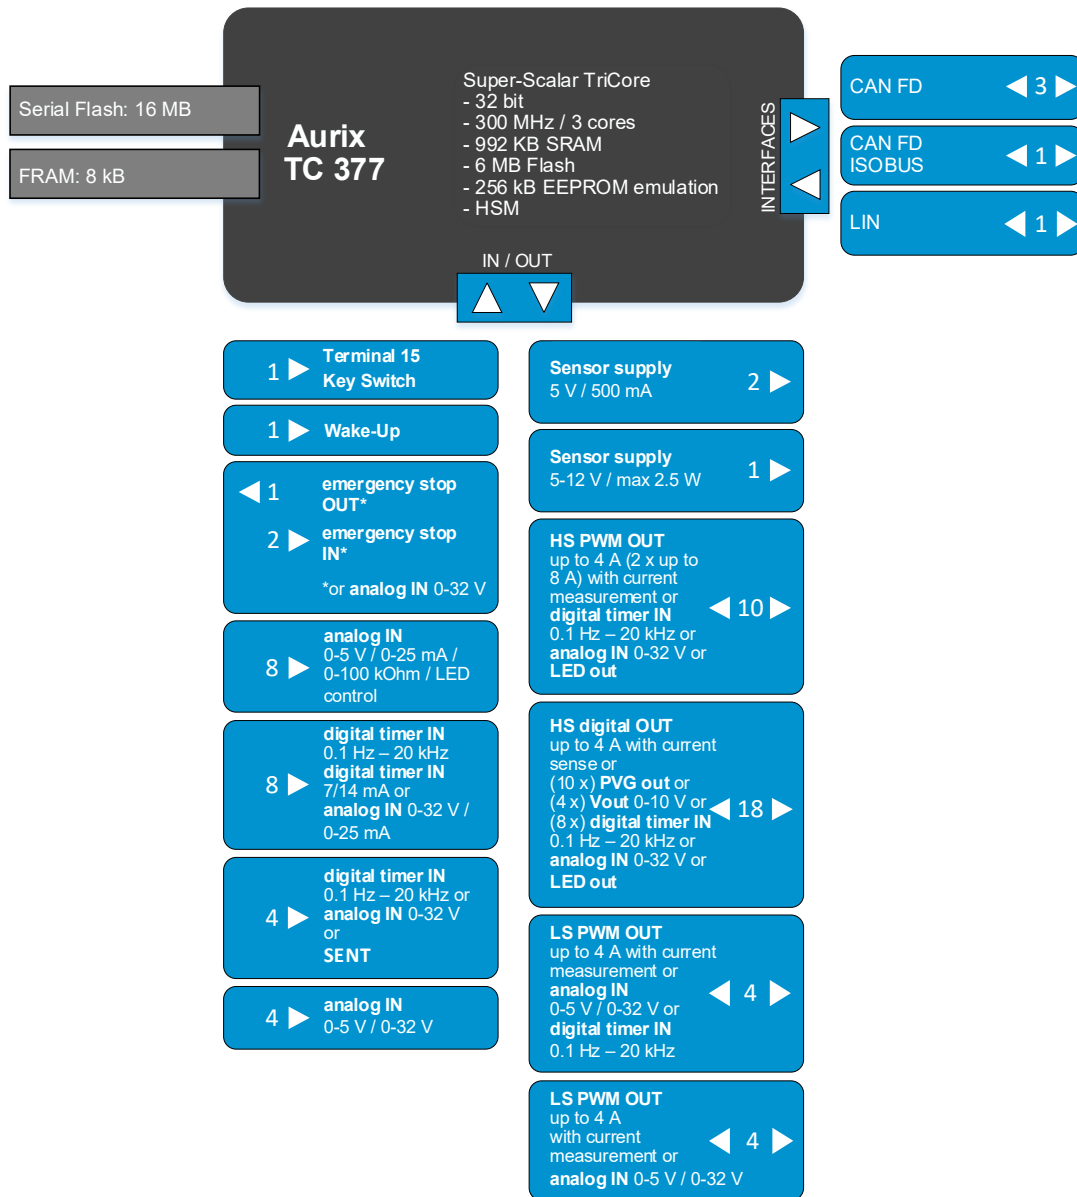 Serial Flash: 16 MB
FRAM: 8 kB
Aurix
TC 377
Super-Scalar TriCore
- 32 bit
- 300 MHz / 3 cores
- 992 KB SRAM
- 6 MB Flash
- 256 kB EEPROM emulation
- HSM
INTERFACES
IN / OUT
CAN FD
3
CAN FD
ISOBUS
1
LIN
1
1
Terminal 15
Key Switch
1
Wake-Up
1
emergency stop
OUT*
2
emergency stop
IN*
*or analog IN 0-32 V
8
analog IN
0-5 V / 0-25 mA /
0-100 kOhm / LED
control
8
digital timer IN
0.1 Hz – 20 kHz
digital timer IN
7/14 mA or
analog IN 0-32 V /
0-25 mA
4
digital timer IN
0.1 Hz – 20 kHz or
analog IN 0-32 V
or
SENT
4
analog IN
0-5 V / 0-32 V
Sensor supply
5 V / 500 mA
2
Sensor supply
5-12 V / max 2.5 W
1
HS PWM OUT
up to 4 A (2 x up to
8 A) with current
measurement or
digital timer IN
0.1 Hz – 20 kHz or
analog IN 0-32 V or
LED out
10
HS digital OUT
up to 4 A with current
sense or
(10 x) PVG out or
(4 x) Vout 0-10 V or
(8 x) digital timer IN
0.1 Hz – 20 kHz or
analog IN 0-32 V or
LED out
18
LS PWM OUT
up to 4 A with current
measurement or
analog IN
0-5 V / 0-32 V or
digital timer IN
0.1 Hz – 20 kHz
4
LS PWM OUT
up to 4 A
with current
measurement or
analog IN 0-5 V / 0-32 V
4